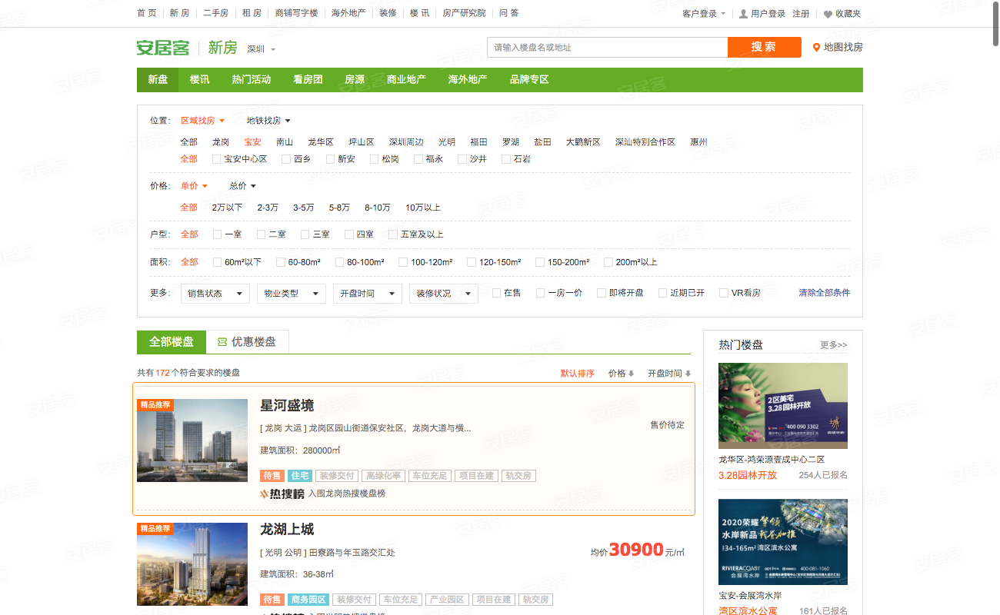 首 页 新 房 二手房 租 房 商铺写字楼 海外地产 装修 楼 讯 房产研究院 问 答 客户登录 用户登录 注册 收藏夹
安居客 新房 深圳 请输入楼盘名或地址 搜 索 地图找房
新盘 楼讯 热门活动 看房团 房源 商业地产 海外地产 品牌专区
位置： 区域找房 地铁找房
全部 龙岗 宝安 南山 龙华区 坪山区 深圳周边 光明 福田 罗湖 盐田 大鹏新区 深汕特别合作区 惠州
全部 宝安中心区 西乡 新安 松岗 福永 沙井 石岩
价格： 单价 总价
全部 2万以下 2-3万 3-5万 5-8万 8-10万 10万以上
户型： 全部 一室 二室 三室 四室 五室及以上
面积： 全部 60m²以下 60-80m² 80-100m² 100-120m² 120-150m² 150-200m² 200m²以上
更多： 销售状态 物业类型 开盘时间 装修状况 在售 一房一价 即将开盘 近期已开 VR看房 清除全部条件
全部楼盘 优惠楼盘
共有172个符合要求的楼盘 默认排序 价格 开盘时间
精品推荐
星河盛境
[ 龙岗 大运 ] 龙岗区园山街道保安社区，龙岗大道与横... 售价待定
建筑面积：280000㎡
待售 住宅 装修交付 高绿化率 车位充足 项目在建 轨交房
热搜榜 入围龙岗热搜楼盘榜
精品推荐
龙湖上城
[ 光明 公明 ] 田寮路与年玉路交汇处 均价30900元/㎡
建筑面积：36-38㎡
待售 商务园区 装修交付 车位充足 产业园区 项目在建 轨交房
热门楼盘 更多>>
2区美宅
3.28园林开放
400 090 3302
龙华区-鸿荣源壹成中心二区
3.28园林开放 254人已报名
2020荣耀擎领
水岸新品
134-165m²湾区滨水公寓
RIVIERACOAST
会展湾水岸
400-081-1060
宝安-会展湾水岸
湾区滨水公寓 161人已报名